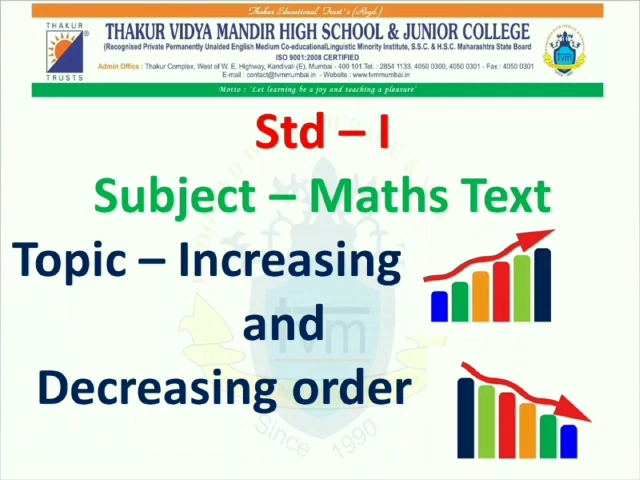 Thakur Educational Trust's (Regd.)
THAKUR VIDYA MANDIR HIGH SCHOOL & JUNIOR COLLEGE
(Recognised Private Permanently Unaided English Medium Co-educationalLinguistic Minority Institute, S.S.C. & H.S.C. Maharashtra State Board
ISO 9001:2008 CERTIFIED
Admin Office : Thakur Complex, West of W. E. Highway, Kandivali (E), Mumbai - 400 101. Tel. : 2854 1133, 4050 0300, 4050 0301 - Fax : 4050 0301
E-mail : contact@tvmmumbai.in - Website : www.tvmmumbai.in
THAKUR
TRUSTS
tvm
Motto : 'Let learning be a joy and teaching a pleasure'
Std – I
Subject – Maths Text
Topic – Increasing
and
Decreasing order
tvm
Since 1990